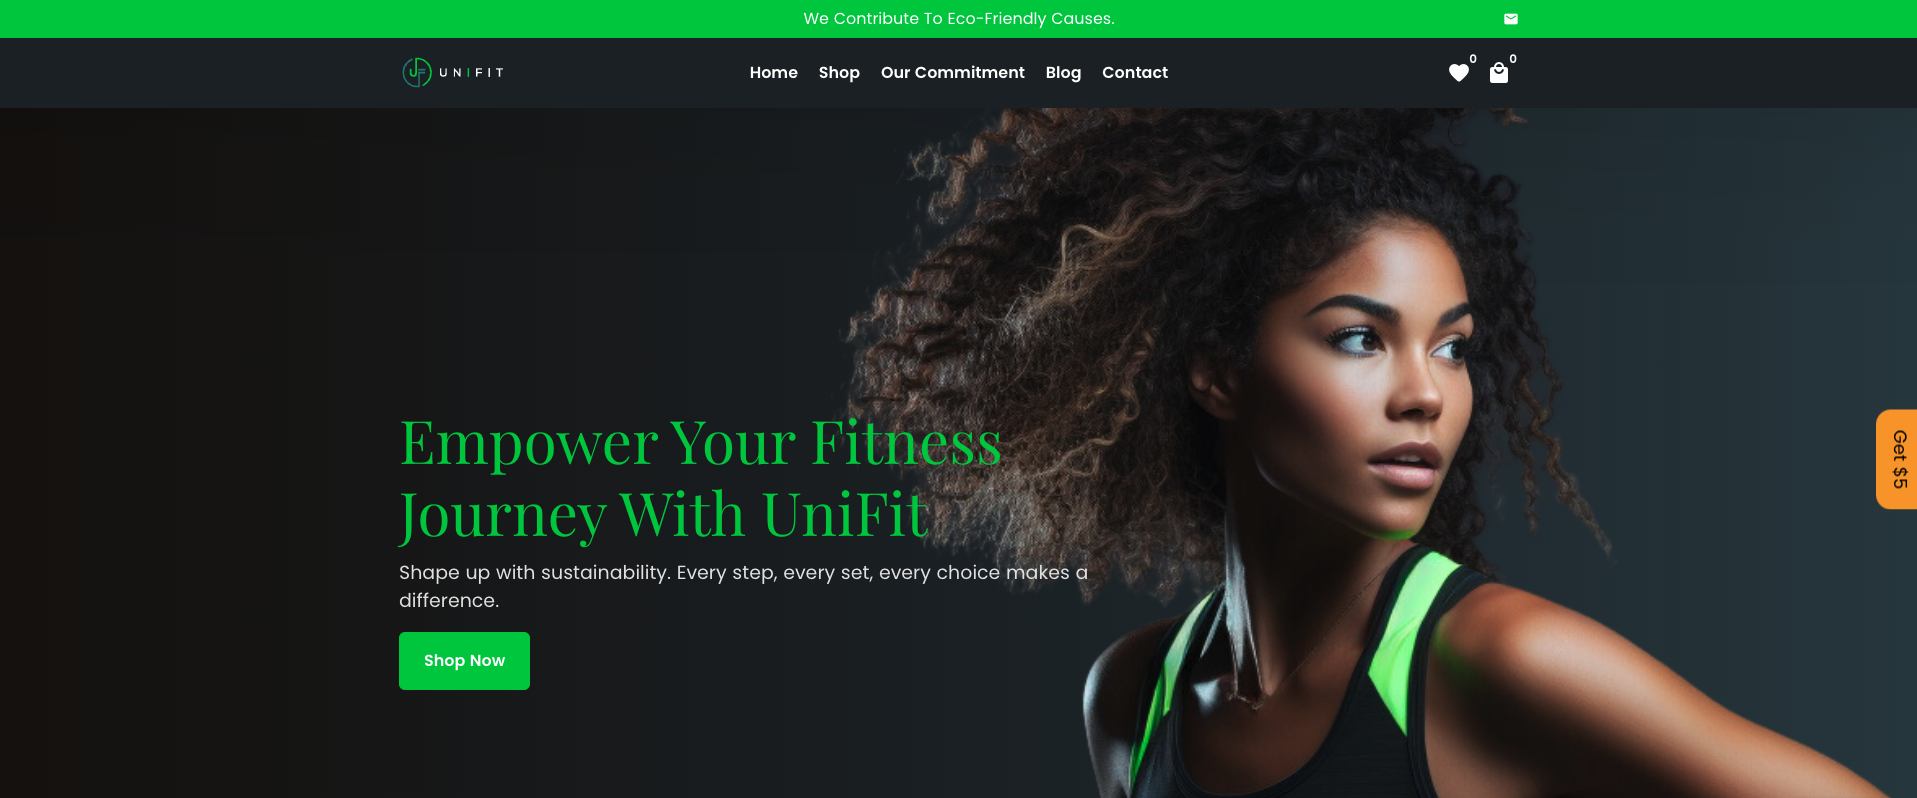 We Contribute To Eco-Friendly Causes.
UNIFIT
Home Shop Our Commitment Blog Contact
0 0
Empower Your Fitness
Journey With UniFit
Shape up with sustainability. Every step, every set, every choice makes a
difference.
Shop Now
Get $5